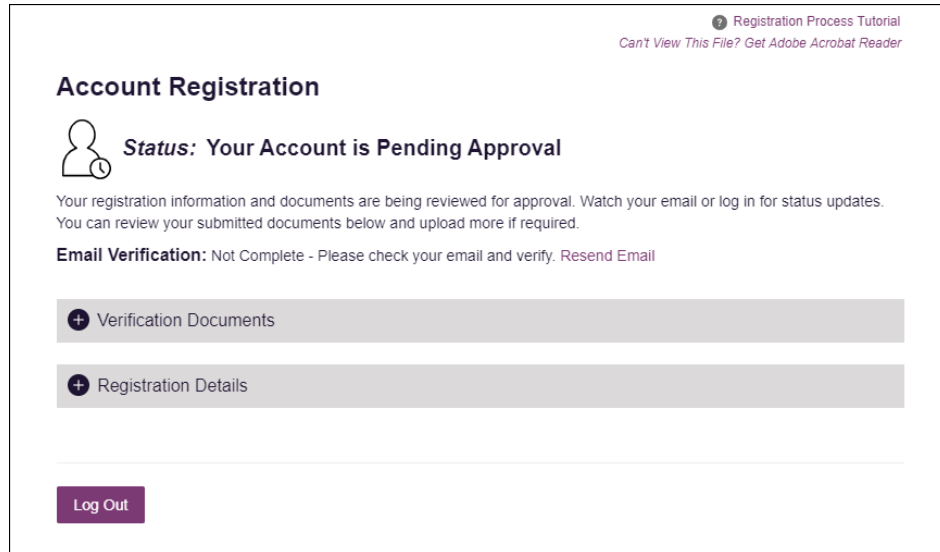 ? Registration Process Tutorial
Can't View This File? Get Adobe Acrobat Reader
Account Registration
Status: Your Account is Pending Approval
Your registration information and documents are being reviewed for approval. Watch your email or log in for status updates.
You can review your submitted documents below and upload more if required.
Email Verification: Not Complete - Please check your email and verify. Resend Email
Verification Documents
Registration Details
Log Out